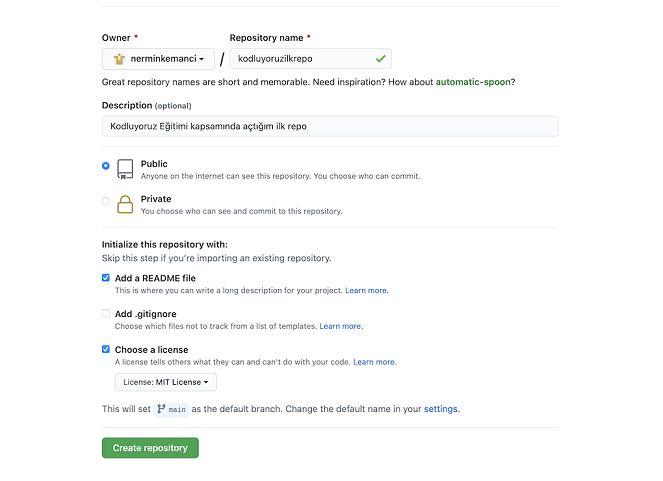 Owner * Repository name *
nerminkemanci / kodluyoruzilkrepo
Great repository names are short and memorable. Need inspiration? How about automatic-spoon?
Description (optional)
Kodluyoruz Eğitimi kapsamında açtığım ilk repo
Public
Anyone on the internet can see this repository. You choose who can commit.
Private
You choose who can see and commit to this repository.
Initialize this repository with:
Skip this step if you're importing an existing repository.
Add a README file
This is where you can write a long description for your project. Learn more.
Add .gitignore
Choose which files not to track from a list of templates. Learn more.
Choose a license
A license tells others what they can and can't do with your code. Learn more.
License: MIT License
This will set main as the default branch. Change the default name in your settings.
Create repository